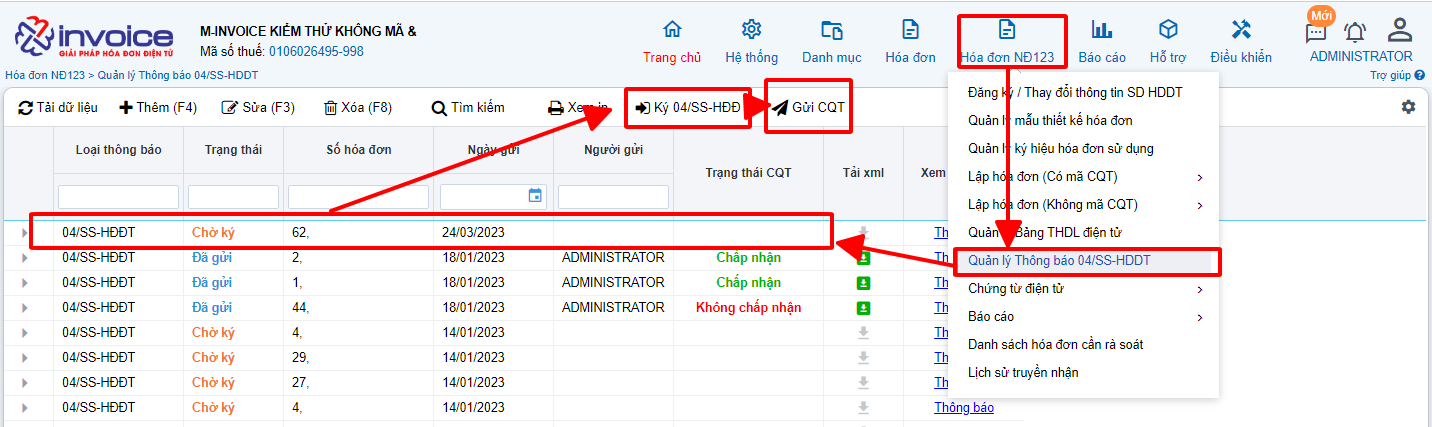 invoice
GIẢI PHÁP HÓA ĐƠN ĐIỆN TỬ
M-INVOICE KIỂM THỬ KHÔNG MÃ &
Mã số thuế: 0106026495-998
Trang chủ
Hệ thống
Danh mục
Hóa đơn
Hóa đơn NĐ123
Báo cáo
Hỗ trợ
Điều khiển
Mới
ADMINISTRATOR
Hóa đơn NĐ123 > Quản lý Thông báo 04/SS-HDDT
Trợ giúp
Tải dữ liệu
Thêm (F4)
Sửa (F3)
Xóa (F8)
Tìm kiếm
Xem in
Ký 04/SS-HĐĐ
Gửi CQT
Loại thông báo Trạng thái Số hóa đơn Ngày gửi Người gửi Trạng thái CQT Tải xml Xem
04/SS-HĐĐT Chờ ký 62, 24/03/2023 Th
04/SS-HĐĐT Đã gửi 2, 18/01/2023 ADMINISTRATOR Chấp nhận Th
04/SS-HĐĐT Đã gửi 1, 18/01/2023 ADMINISTRATOR Chấp nhận Th
04/SS-HĐĐT Đã gửi 44, 18/01/2023 ADMINISTRATOR Không chấp nhận Th
04/SS-HĐĐT Chờ ký 4, 14/01/2023 Th
04/SS-HĐĐT Chờ ký 29, 14/01/2023 Th
04/SS-HĐĐT Chờ ký 27, 14/01/2023 Th
04/SS-HĐĐT Chờ ký 4, 14/01/2023 Thông báo
Đăng ký / Thay đổi thông tin SD HDDT
Quản lý mẫu thiết kế hóa đơn
Quản lý ký hiệu hóa đơn sử dụng
Lập hóa đơn (Có mã CQT)
Lập hóa đơn (Không mã CQT)
Quản Bảng THDL điện tử
Quản lý Thông báo 04/SS-HDDT
Chứng từ điện tử
Báo cáo
Danh sách hóa đơn cần rà soát
Lịch sử truyền nhận